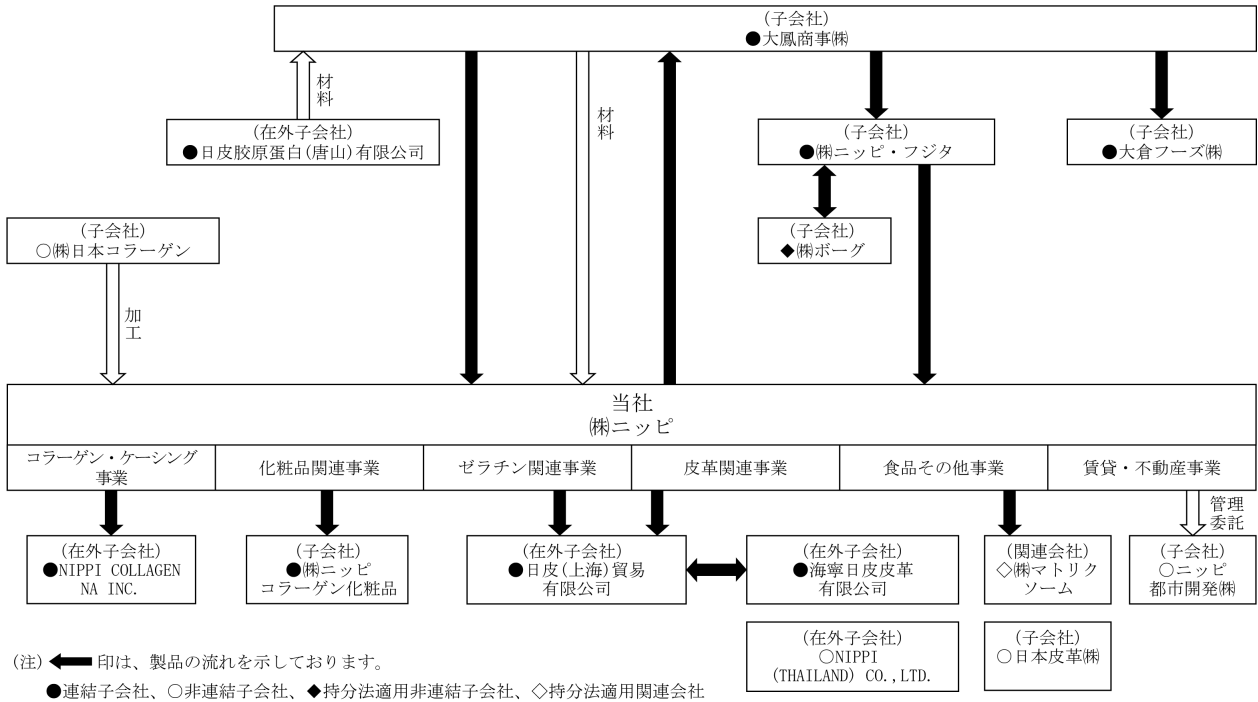 (子会社)
●大鳳商事㈱
材料
材料
(在外子会社)
●日皮胶原蛋白(唐山)有限公司
(子会社)
●㈱ニッピ・フジタ
(子会社)
●大倉フーズ㈱
(子会社)
○㈱日本コラーゲン
(子会社)
◆㈱ボーグ
加工
当社
㈱ニッピ
コラーゲン・ケーシング
事業
化粧品関連事業
ゼラチン関連事業
皮革関連事業
食品その他事業
賃貸・不動産事業
管理
委託
(在外子会社)
●NIPPI COLLAGEN
NA INC.
(子会社)
●㈱ニッピ
コラーゲン化粧品
(在外子会社)
●日皮(上海)貿易
有限公司
(在外子会社)
●海寧日皮皮革
有限公司
(関連会社)
◇㈱マトリク
ソーム
(子会社)
○ニッピ
都市開発㈱
(在外子会社)
○NIPPI
(THAILAND) CO.,LTD.
(子会社)
○日本皮革㈱
(注) 印は、製品の流れを示しております。
●連結子会社、○非連結子会社、◆持分法適用非連結子会社、◇持分法適用関連会社